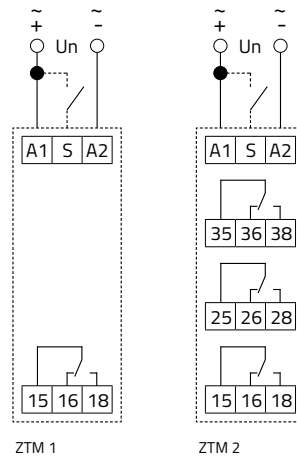 ~ ~ ~ ~
+ Un - + Un -
A1 S A2 A1 S A2
35 36 38
25 26 28
15 16 18 15 16 18
ZTM 1 ZTM 2